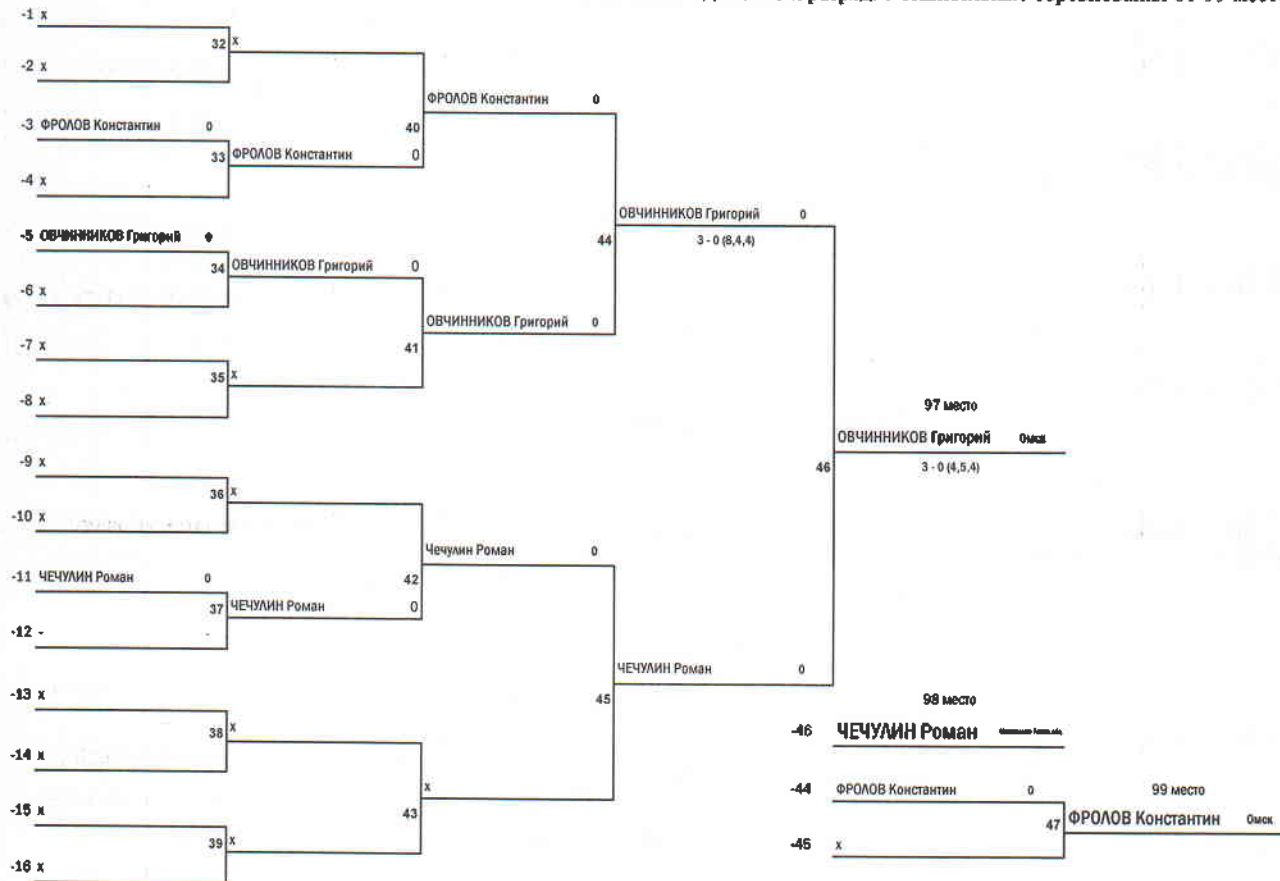 -1 x
32 x
-2 x
ФРОЛОВ Константин 0
-3 ФРОЛОВ Константин 0
40
33 ФРОЛОВ Константин 0
-4 x
ОВЧИННИКОВ Григорий 0
-5 ОВЧИННИКОВ Григорий 0
44
3 - 0 (8,4,4)
34 ОВЧИННИКОВ Григорий 0
-6 x
ОВЧИННИКОВ Григорий 0
-7 x
41
35 x
-8 x
97 место
ОВЧИННИКОВ Григорий Омск
-9 x
46
3 - 0 (4,5,4)
36 x
-10 x
Чечулин Роман 0
-11 ЧЕЧУЛИН Роман 0
42
37 ЧЕЧУЛИН Роман 0
-12 - -
ЧЕЧУЛИН Роман 0
-13 x
45
98 место
38 x
-46 ЧЕЧУЛИН Роман
-14 x
x
-44 ФРОЛОВ Константин 0
99 место
-15 x
43
47 ФРОЛОВ Константин Омск
39 x
-45 x
-16 x